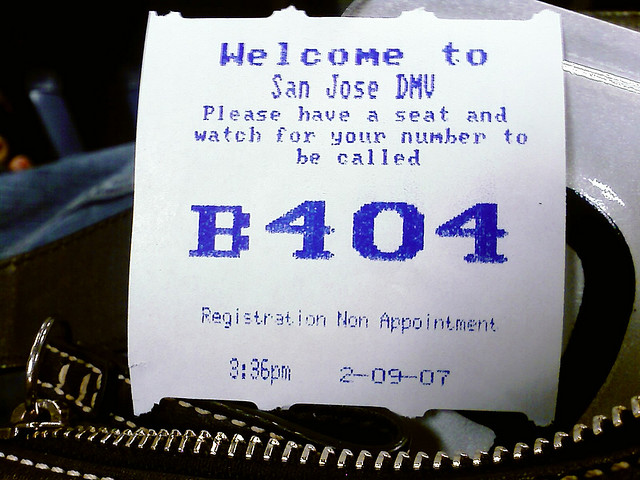 Welcome to
San Jose DMV
Please have a seat and
watch for your number to
be called
B404
Registration Non Appointment
3:36pm 2-09-07